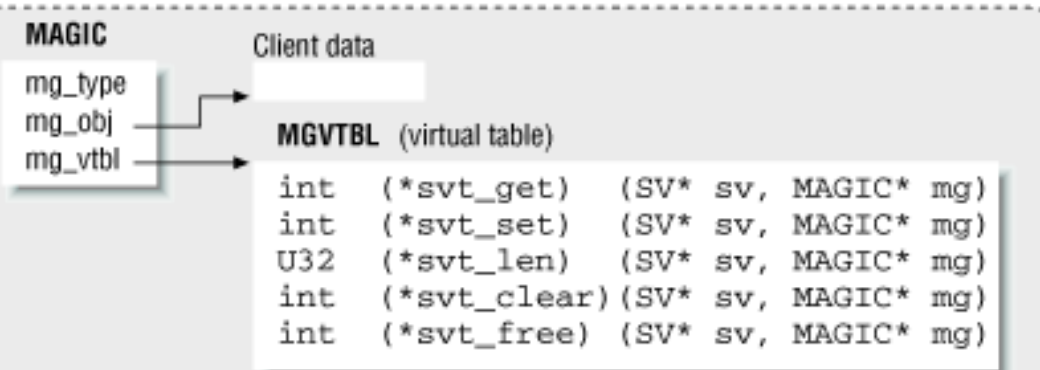 MAGIC
mg_type
mg_obj
mg_vtbl
Client data
MGVTBL (virtual table)
int (*svt_get) (SV* sv, MAGIC* mg)
int (*svt_set) (SV* sv, MAGIC* mg)
U32 (*svt_len) (SV* sv, MAGIC* mg)
int (*svt_clear)(SV* sv, MAGIC* mg)
int (*svt_free) (SV* sv, MAGIC* mg)